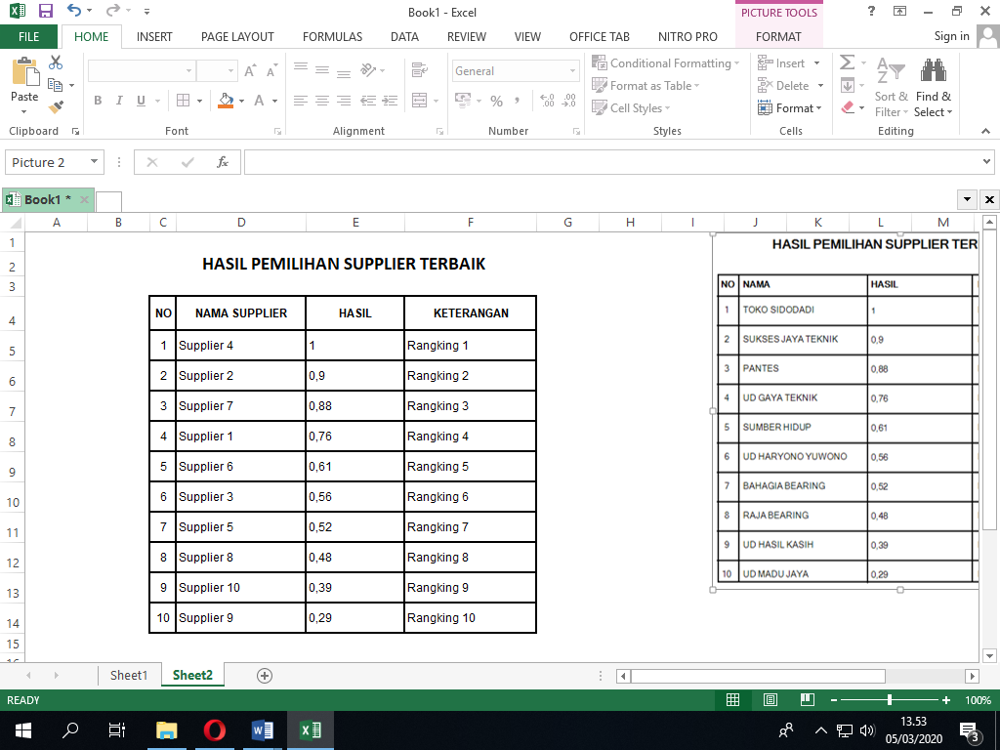 Book1 - Excel
PICTURE TOOLS
FILE HOME INSERT PAGE LAYOUT FORMULAS DATA REVIEW VIEW OFFICE TAB NITRO PRO FORMAT Sign in
Paste
Clipboard
B I U A
Font
Alignment
General
%
Number
Conditional Formatting
Format as Table
Cell Styles
Styles
Insert
Delete
Format
Cells
Sort & Filter
Find & Select
Editing
Picture 2
fx
Book1 *
A B C D E F G H I J K L M
1
2
3
4
5
6
7
8
9
10
11
12
13
14
15
HASIL PEMILIHAN SUPPLIER TERBAIK
NO NAMA SUPPLIER HASIL KETERANGAN
1 Supplier 4 1 Rangking 1
2 Supplier 2 0,9 Rangking 2
3 Supplier 7 0,88 Rangking 3
4 Supplier 1 0,76 Rangking 4
5 Supplier 6 0,61 Rangking 5
6 Supplier 3 0,56 Rangking 6
7 Supplier 5 0,52 Rangking 7
8 Supplier 8 0,48 Rangking 8
9 Supplier 10 0,39 Rangking 9
10 Supplier 9 0,29 Rangking 10
HASIL PEMILIHAN SUPPLIER TER
NO NAMA HASIL
1 TOKO SIDODADI 1
2 SUKSES JAYA TEKNIK 0,9
3 PANTES 0,88
4 UD GAYA TEKNIK 0,76
5 SUMBER HIDUP 0,61
6 UD HARYONO YUWONO 0,56
7 BAHAGIA BEARING 0,52
8 RAJA BEARING 0,48
9 UD HASIL KASIH 0,39
10 UD MADU JAYA 0,29
Sheet1 Sheet2
READY 100%
13.53
05/03/2020
3